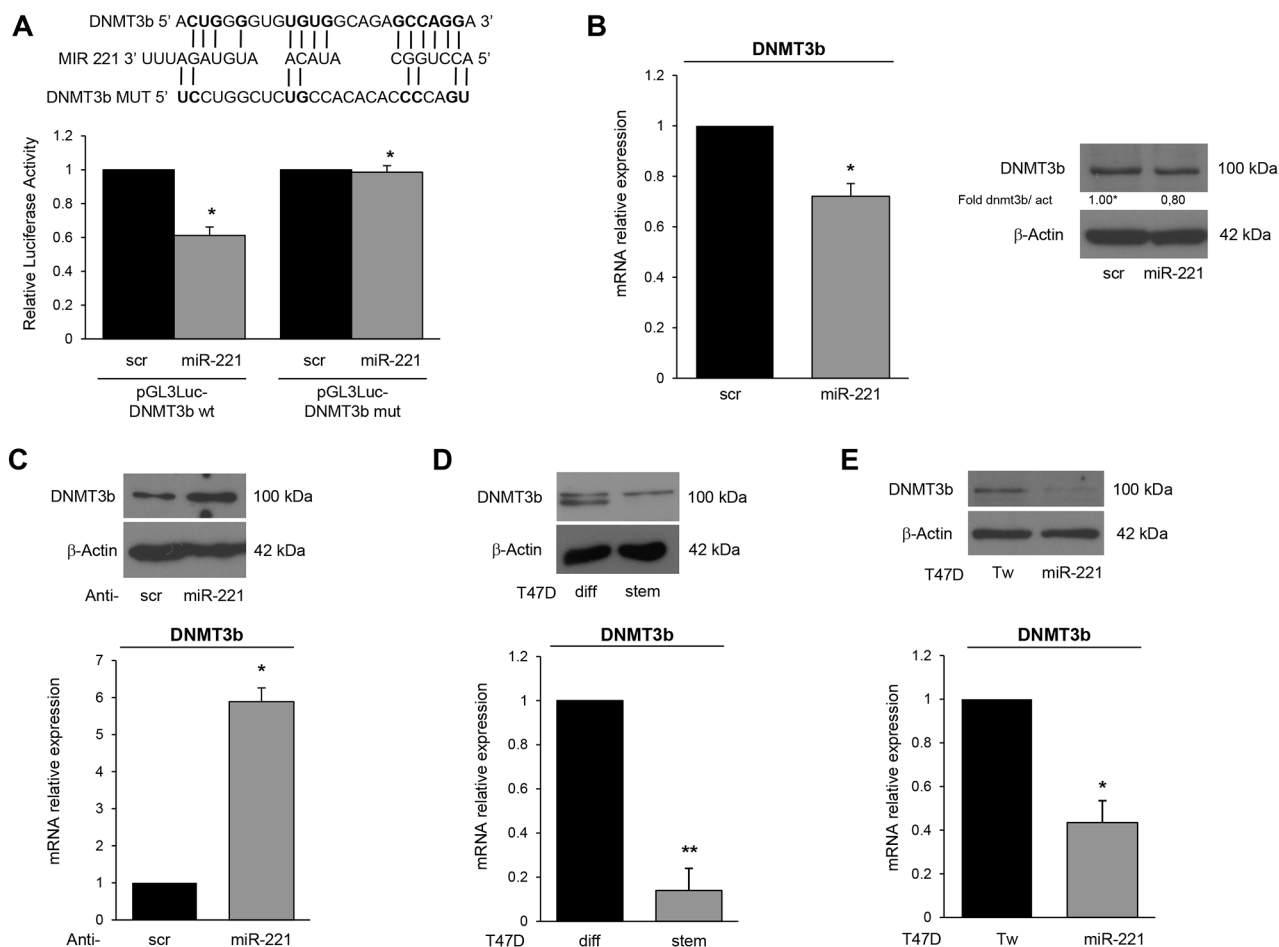 A
DNMT3b 5’ ACUGGGGUGUGUGGCAGAGCCAGGA 3’
MIR 221 3’ UUUAGAUGUA ACAUA CGGUCCA 5’
DNMT3b MUT 5’ UCCUGGCUCUGCCACACACCCCAGU
Relative Luciferase Activity
1.2
1
0.8
0.6
0.4
0.2
0
*
*
scr miR-221 scr miR-221
pGL3Luc-
DNMT3b wt
pGL3Luc-
DNMT3b mut
B
DNMT3b
mRNA relative expression
1.2
1
0.8
0.6
0.4
0.2
0
*
scr miR-221
DNMT3b 100 kDa
Fold dnmt3b/ act 1.00* 0,80
β-Actin 42 kDa
scr miR-221
C
DNMT3b 100 kDa
β-Actin 42 kDa
Anti- scr miR-221
DNMT3b
mRNA relative expression
7
6
5
4
3
2
1
0
*
Anti- scr miR-221
D
DNMT3b 100 kDa
β-Actin 42 kDa
T47D diff stem
DNMT3b
mRNA relative expression
1.2
1
0.8
0.6
0.4
0.2
0
**
T47D diff stem
E
DNMT3b 100 kDa
β-Actin 42 kDa
T47D Tw miR-221
DNMT3b
mRNA relative expression
1.2
1
0.8
0.6
0.4
0.2
0
*
T47D Tw miR-221